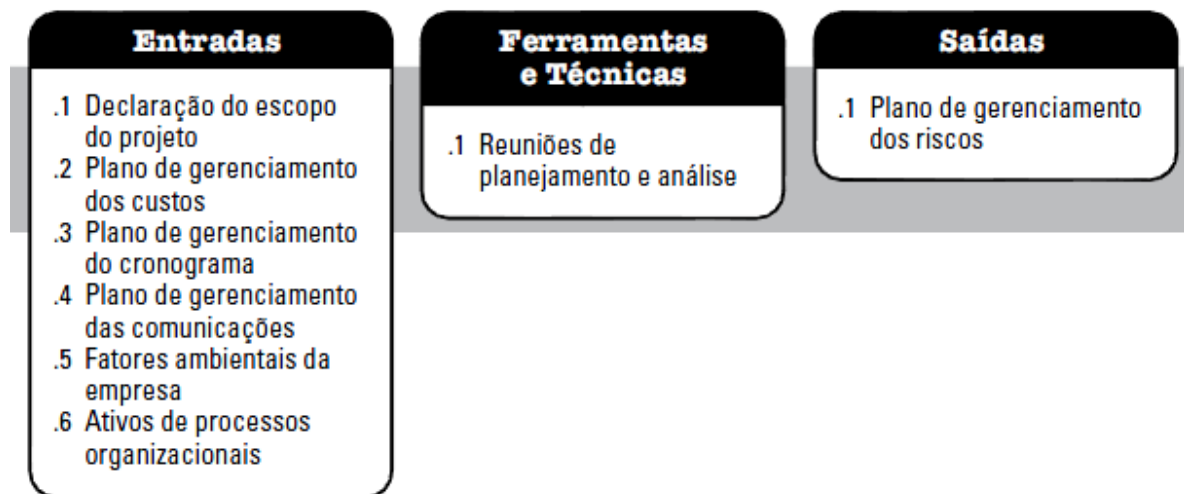 Entradas
.1 Declaração do escopo
do projeto
.2 Plano de gerenciamento
dos custos
.3 Plano de gerenciamento
do cronograma
.4 Plano de gerenciamento
das comunicações
.5 Fatores ambientais da
empresa
.6 Ativos de processos
organizacionais
Ferramentas
e Técnicas
.1 Reuniões de
planejamento e análise
Saídas
.1 Plano de gerenciamento
dos riscos